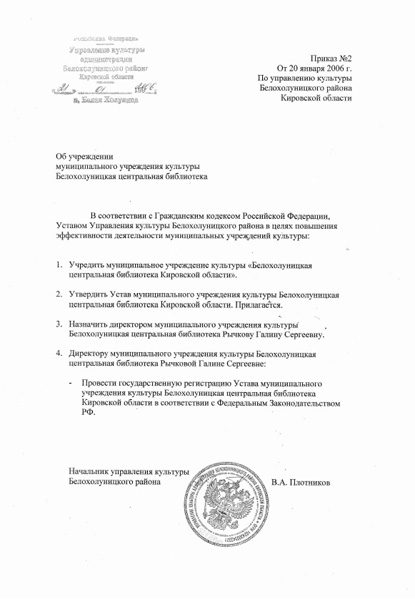 Российская Федерация
Управление культуры
администрации
Белохолуницкого района
Кировской области
г. Белая Холуница
Приказ №2
От 20 января 2006 г.
По управлению культуры
Белохолуницкого района
Кировской области
Об учреждении
муниципального учреждения культуры
Белохолуницкая центральная библиотека
В соответствии с Гражданским кодексом Российской Федерации,
Уставом Управления культуры Белохолуницкого района в целях повышения
эффективности деятельности муниципальных учреждений культуры:
1. Учредить муниципальное учреждение культуры «Белохолуницкая
центральная библиотека Кировской области».
2. Утвердить Устав муниципального учреждения культуры Белохолуницкая
центральная библиотека Кировской области. Прилагается.
3. Назначить директором муниципального учреждения культуры
Белохолуницкая центральная библиотека Рычкову Галину Сергеевну.
4. Директору муниципального учреждения культуры Белохолуницкая
центральная библиотека Рычковой Галине Сергеевне:
- Провести государственную регистрацию Устава муниципального
учреждения культуры Белохолуницкая центральная библиотека
Кировской области в соответствии с Федеральным Законодательством
РФ.
Начальник управления культуры
Белохолуницкого района
В.А. Плотников